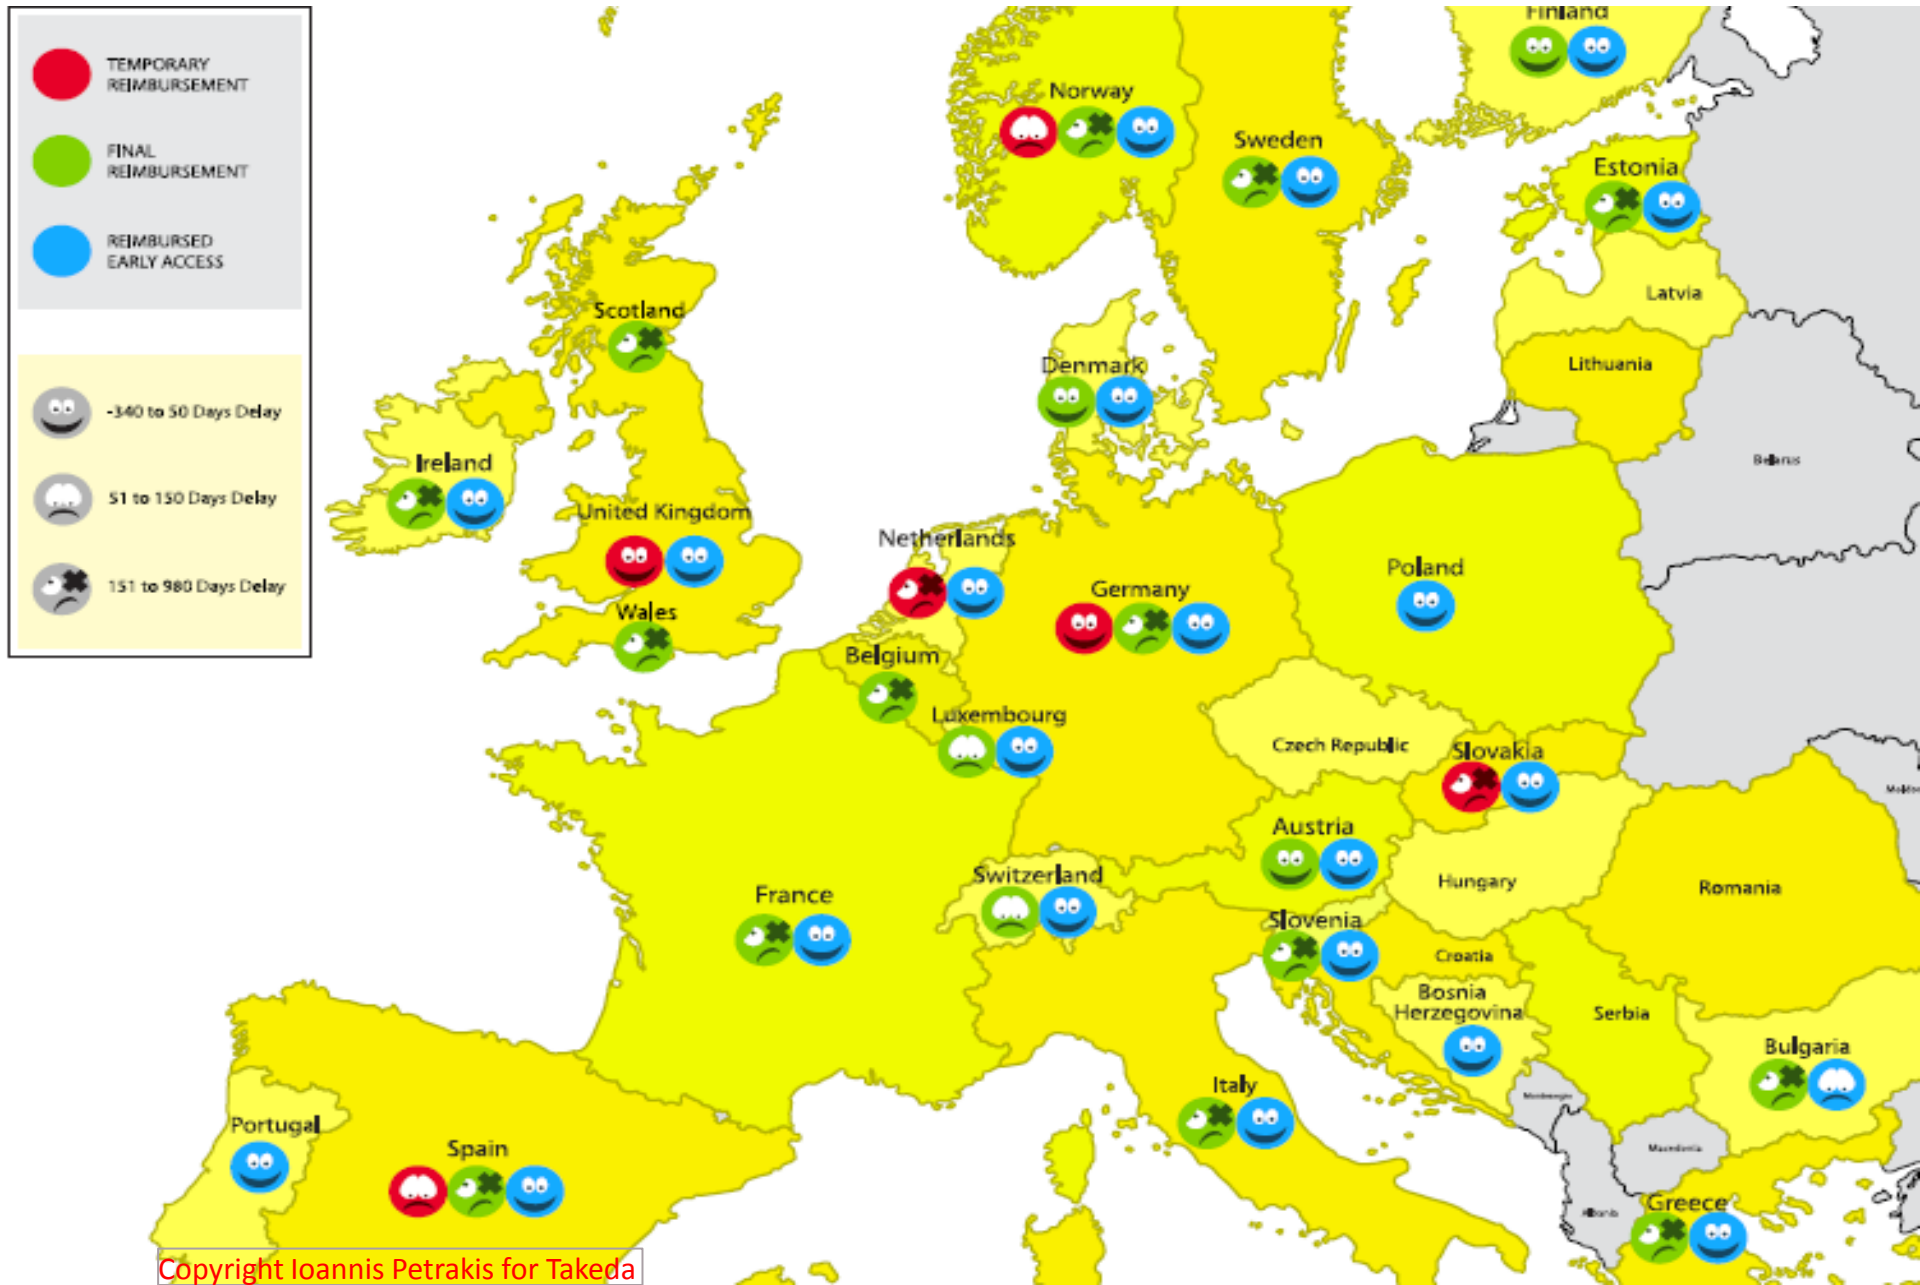 TEMPORARY
REIMBURSEMENT
FINAL
REIMBURSEMENT
REIMBURSED
EARLY ACCESS
-340 to 50 Days Delay
51 to 150 Days Delay
151 to 980 Days Delay
Finland
Norway
Sweden
Estonia
Latvia
Scotland
Denmark
Lithuania
Belarus
Ireland
United Kingdom
Netherlands
Germany
Poland
Wales
Belgium
Luxembourg
Czech Republic
Slovakia
Austria
France
Switzerland
Hungary
Romania
Slovenia
Croatia
Bosnia
Herzegovina
Serbia
Bulgaria
Italy
Montenegro
Portugal
Spain
Macedonia
Albania
Greece
Copyright Ioannis Petrakis for Takeda